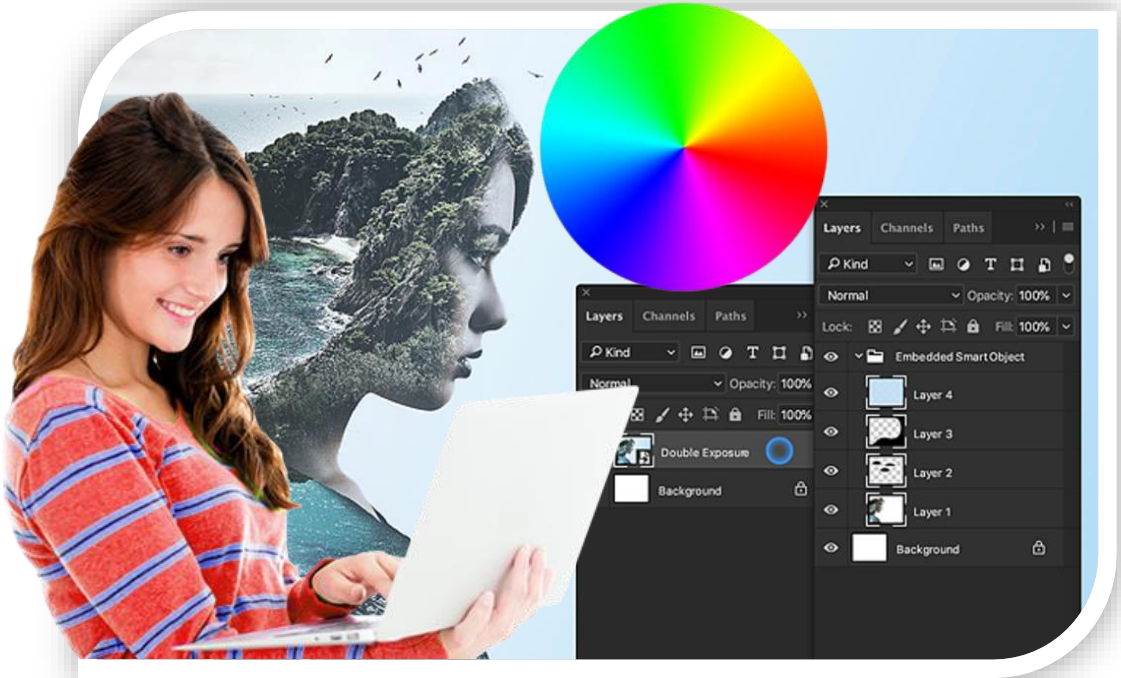 Layers Channels Paths
Kind
Normal Opacity: 100%
Fill: 100%
Double Exposure
Background
Layers Channels Paths
Kind
Normal Opacity: 100%
Lock: Fill: 100%
Embedded Smart Object
Layer 4
Layer 3
Layer 2
Layer 1
Background